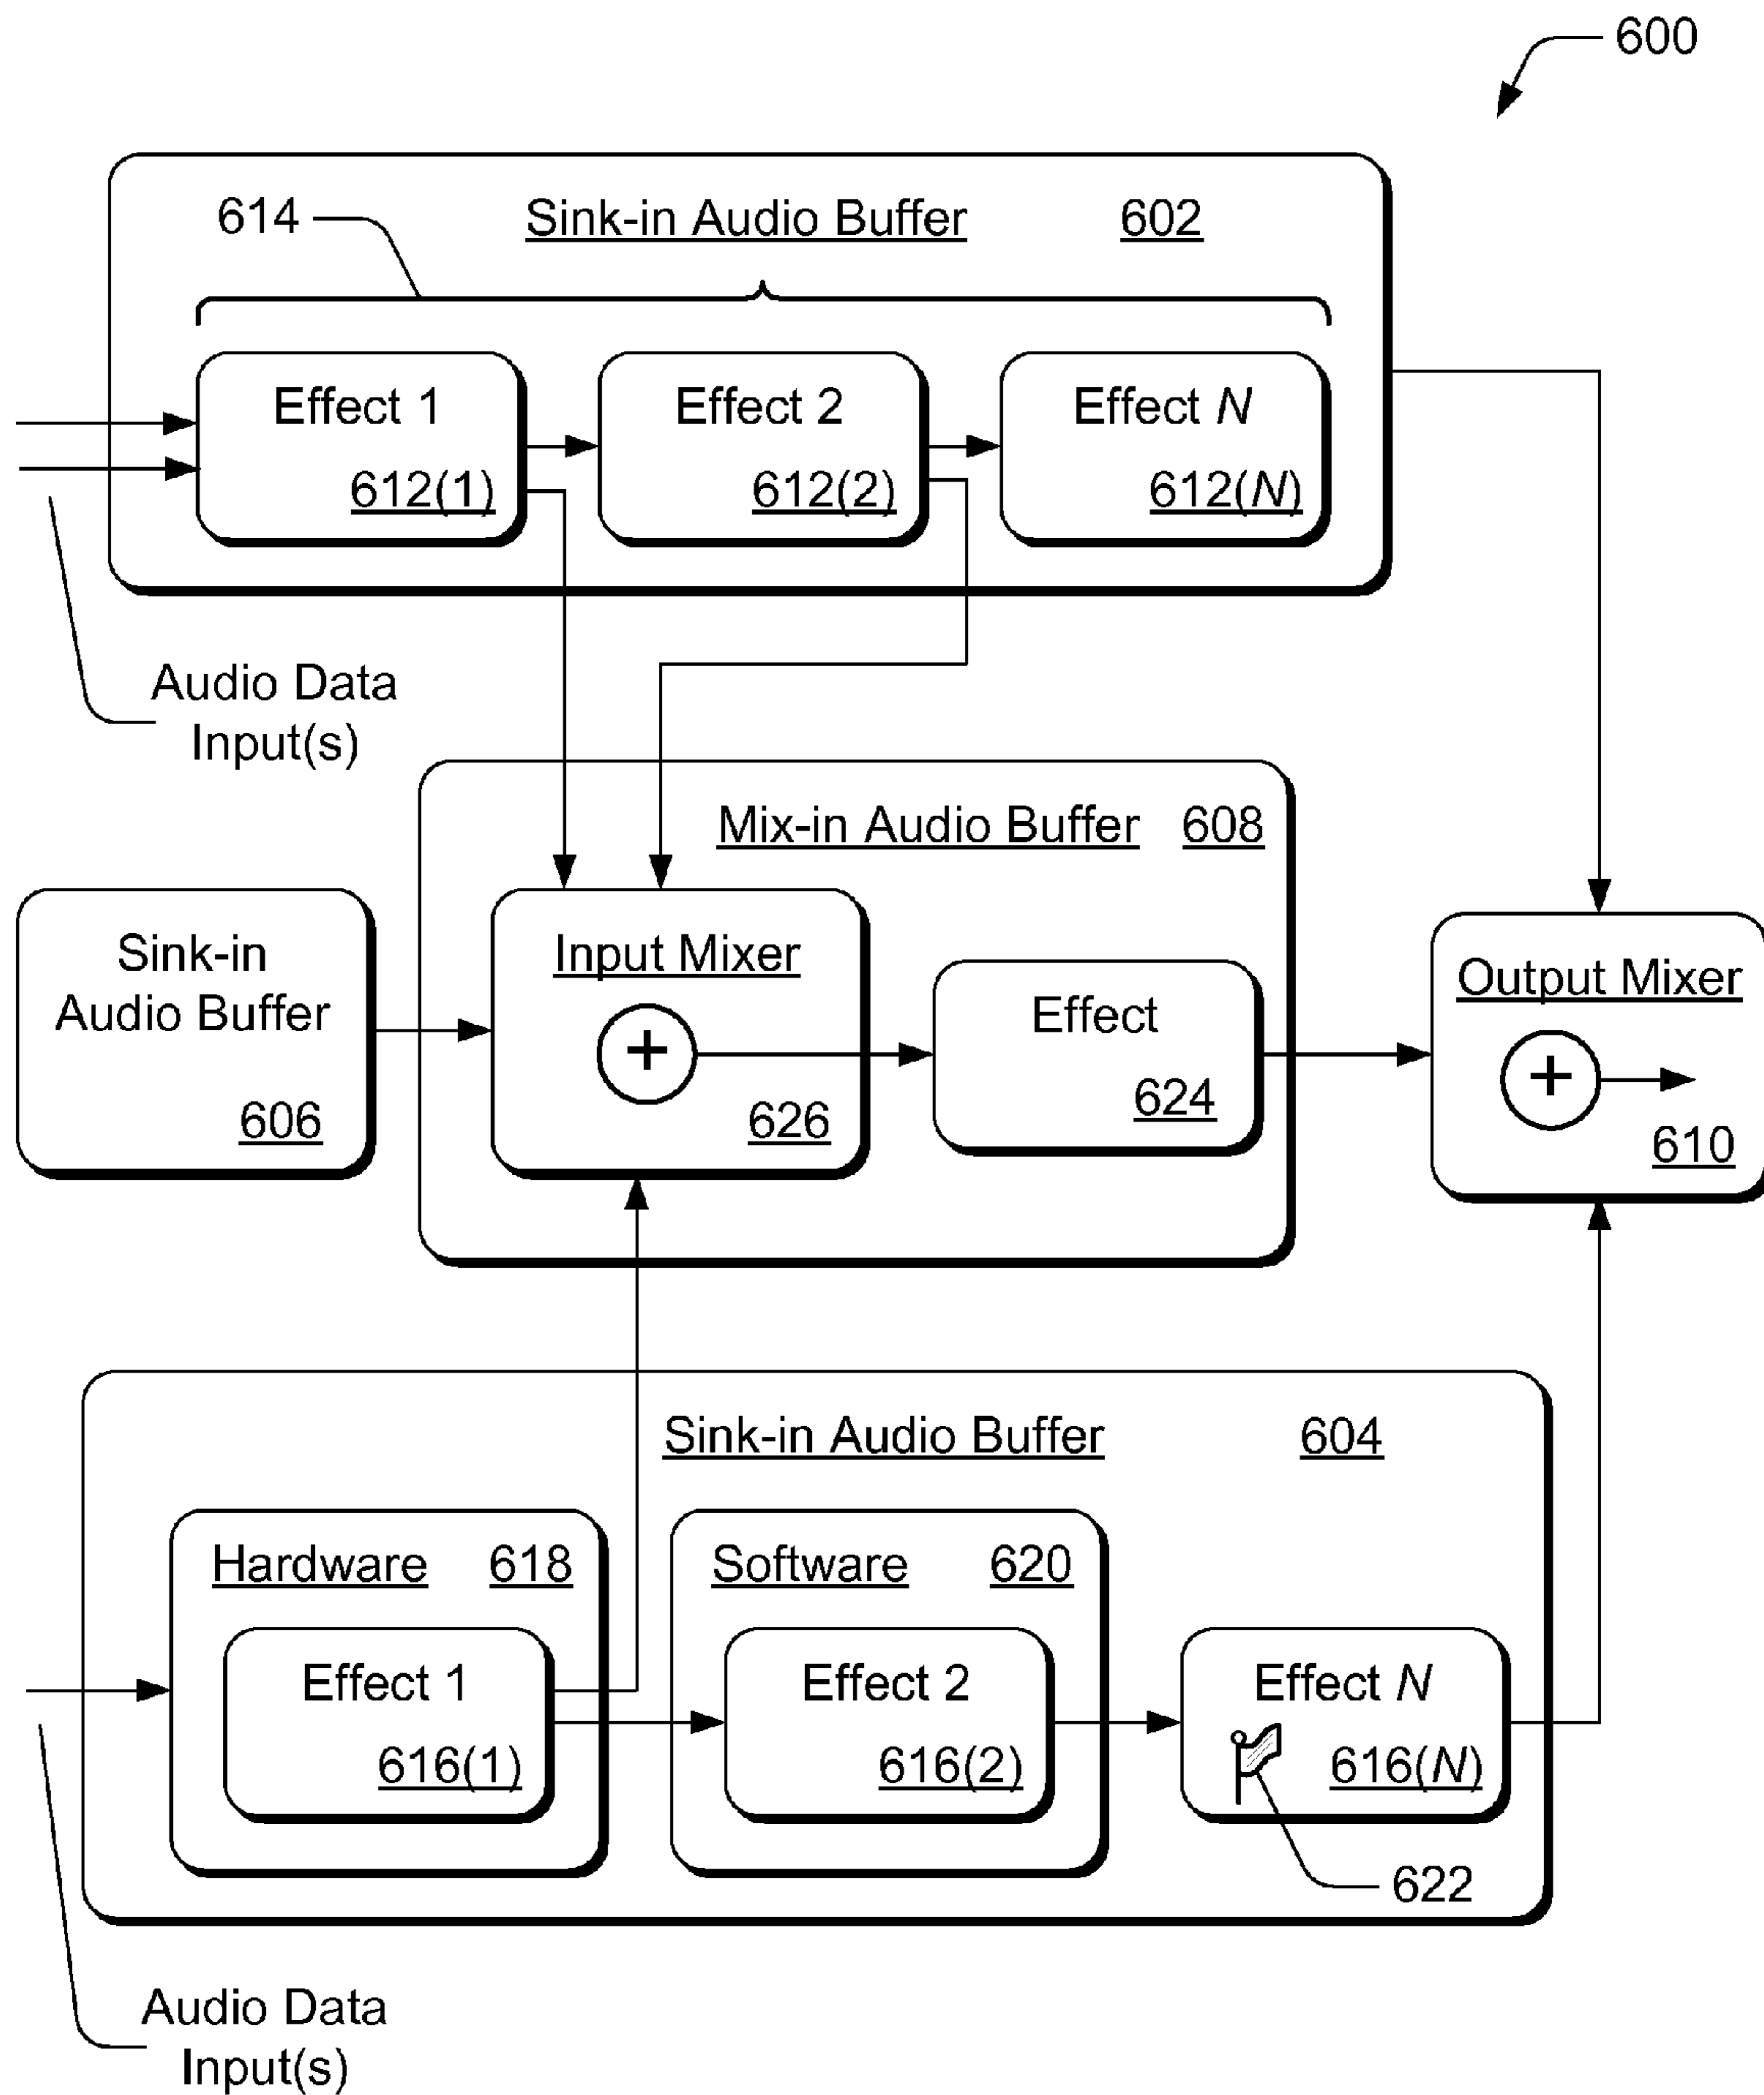 600
614
Sink-in Audio Buffer 602
Effect 1
612(1)
Effect 2
612(2)
Effect N
612(N)
Audio Data
Input(s)
Mix-in Audio Buffer 608
Sink-in
Audio Buffer
606
Input Mixer
+
626
Effect
624
Output Mixer
+
610
Sink-in Audio Buffer 604
Hardware 618
Effect 1
616(1)
Software 620
Effect 2
616(2)
Effect N
616(N)
622
Audio Data
Input(s)